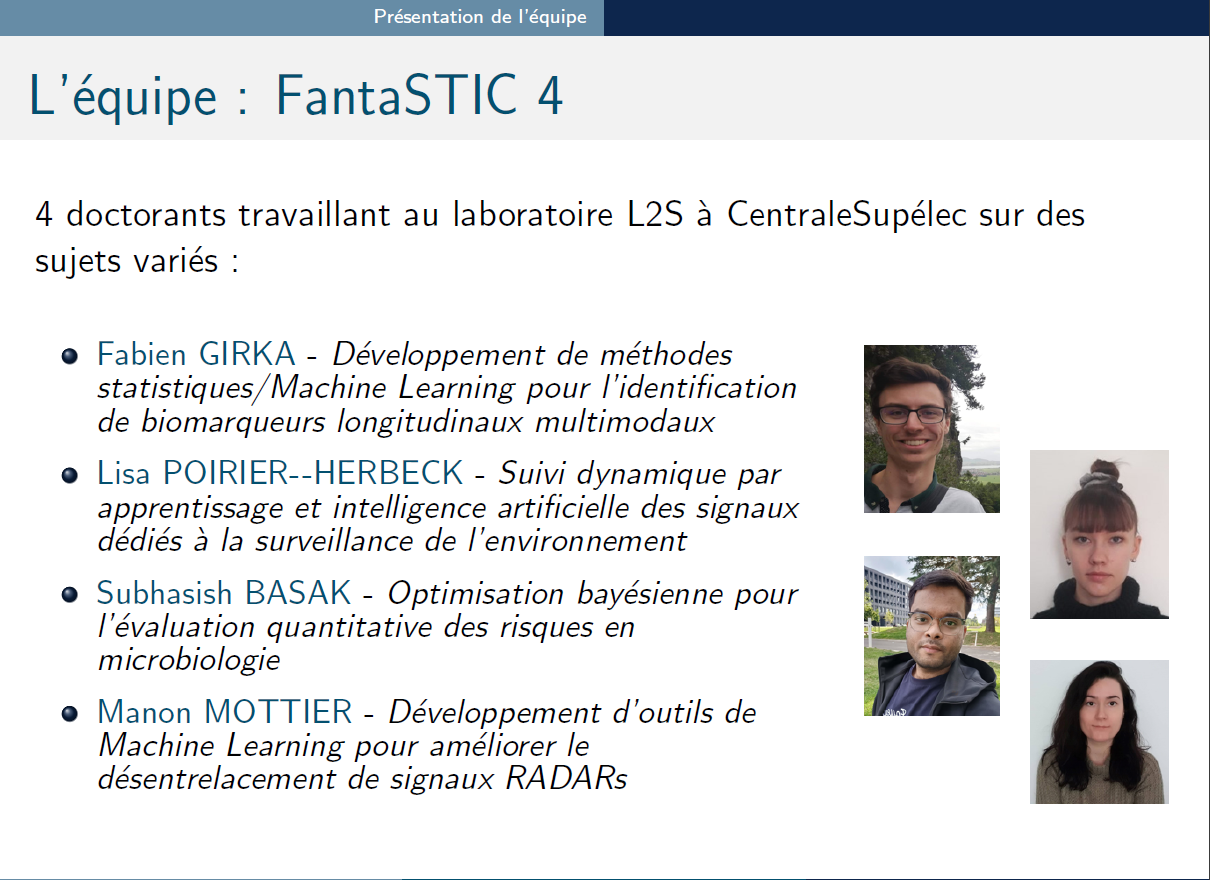 Présentation de l'équipe
L'équipe : FantaSTIC 4
4 doctorants travaillant au laboratoire L2S à CentraleSupélec sur des
sujets variés :
Fabien GIRKA - Développement de méthodes
statistiques/Machine Learning pour l'identification
de biomarqueurs longitudinaux multimodaux
Lisa POIRIER--HERBECK - Suivi dynamique par
apprentissage et intelligence artificielle des signaux
dédiés à la surveillance de l'environnement
Subhasish BASAK - Optimisation bayésienne pour
l'évaluation quantitative des risques en
microbiologie
Manon MOTTIER - Développement d'outils de
Machine Learning pour améliorer le
désentrelacement de signaux RADARs